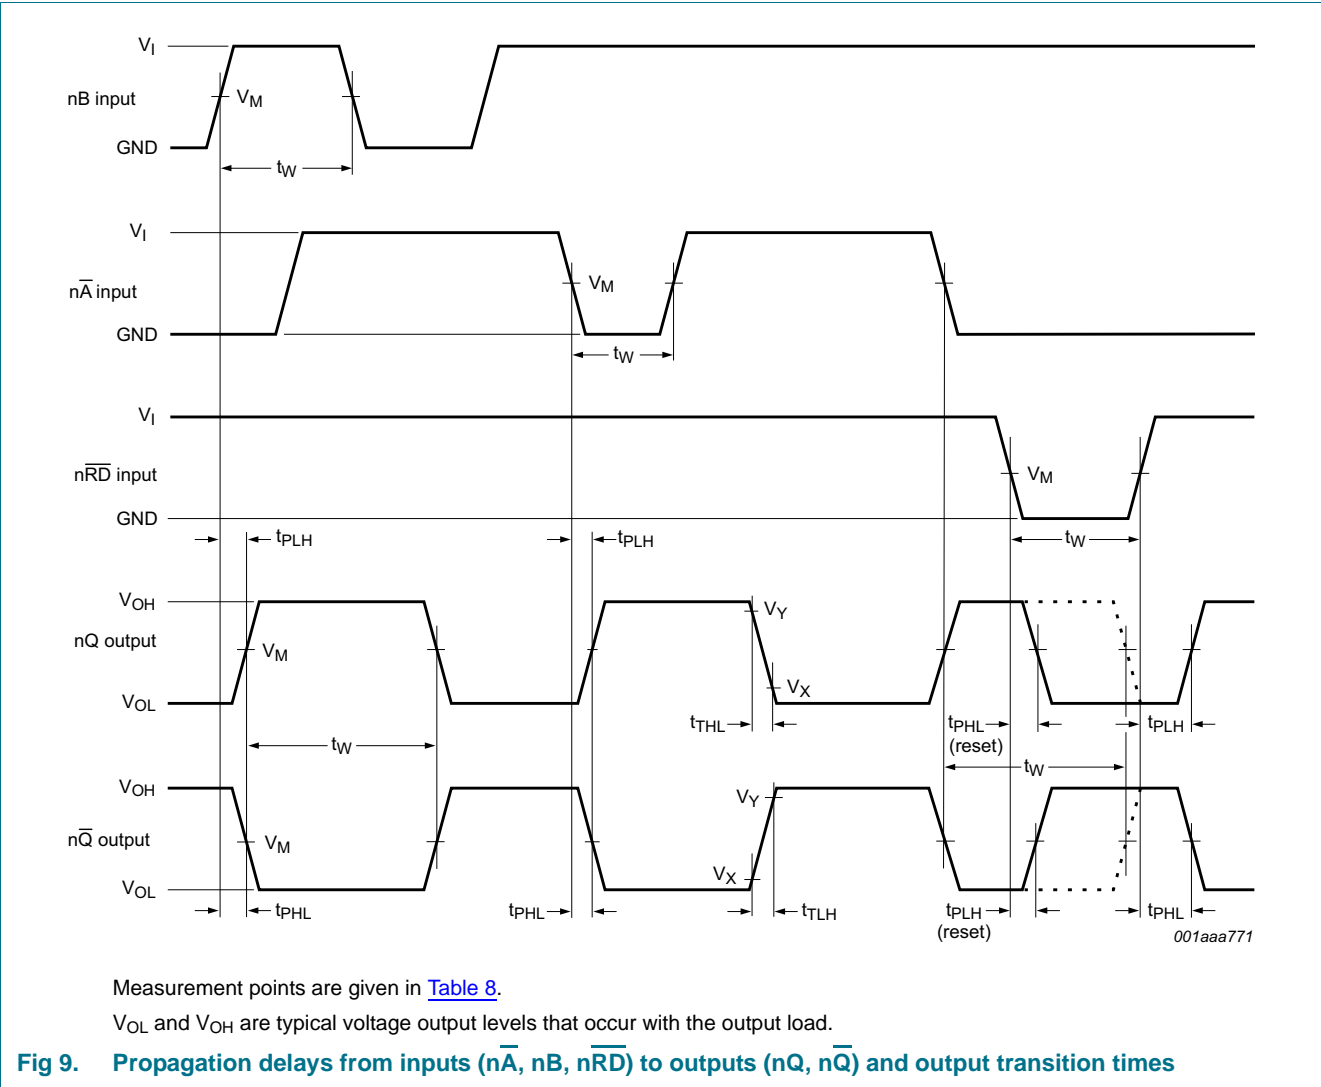 VI
nB input
VM
GND
tW
VI
nA̅ input
VM
GND
tW
VI
nR̅D̅ input
VM
GND
tPLH
tPLH
tW
VOH
VY
nQ output
VM
VX
VOL
tTHL
tPHL
(reset)
tPLH
tW
tW
VOH
VY
nQ̅ output
VM
VX
VOL
tPHL
tPHL
tTLH
tPLH
(reset)
tPHL
001aaa771
Measurement points are given in Table 8.
VOL and VOH are typical voltage output levels that occur with the output load.
Fig 9. Propagation delays from inputs (nA̅, nB, nR̅D̅) to outputs (nQ, nQ̅) and output transition times